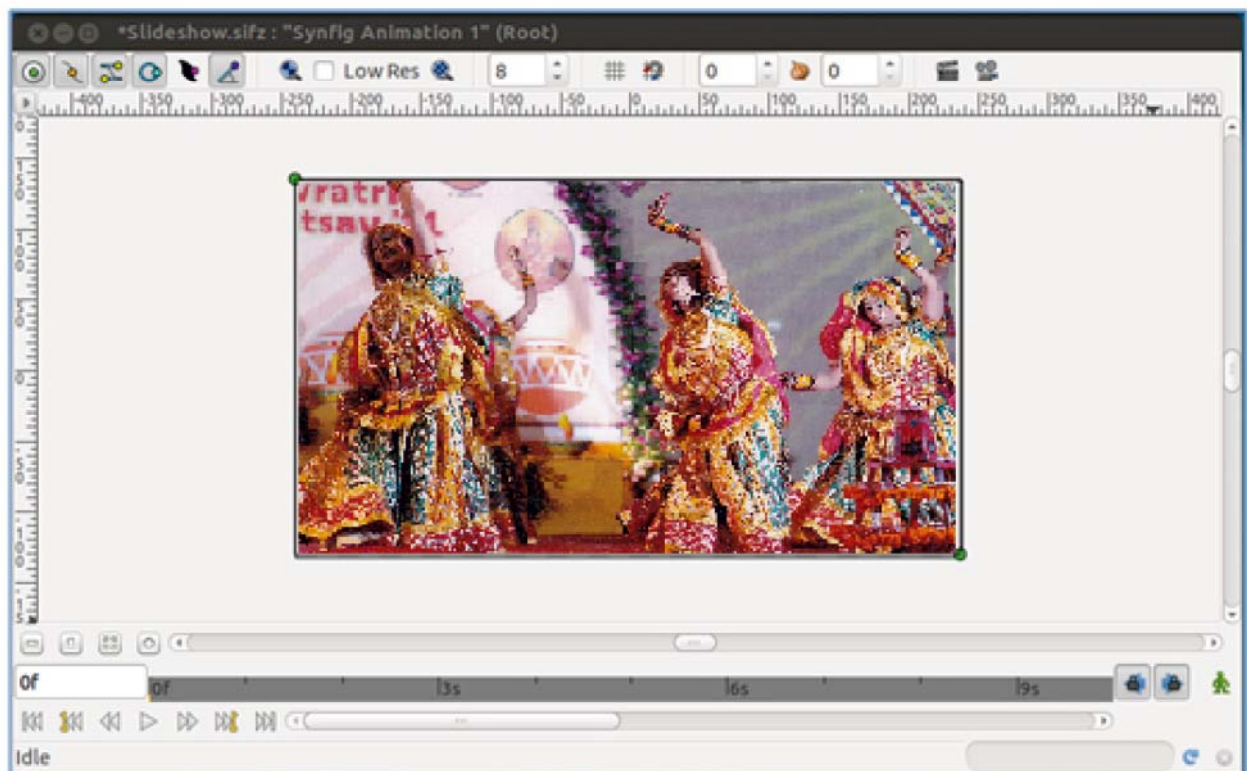 *Slideshow.sifz : "Synfig Animation 1" (Root)
Low Res 8 0 0
-400 -350 -300 -250 -200 -150 -100 -50 0 50 100 150 200 250 300 350 400
vratri
0f
0f 3s 6s 9s
Idle